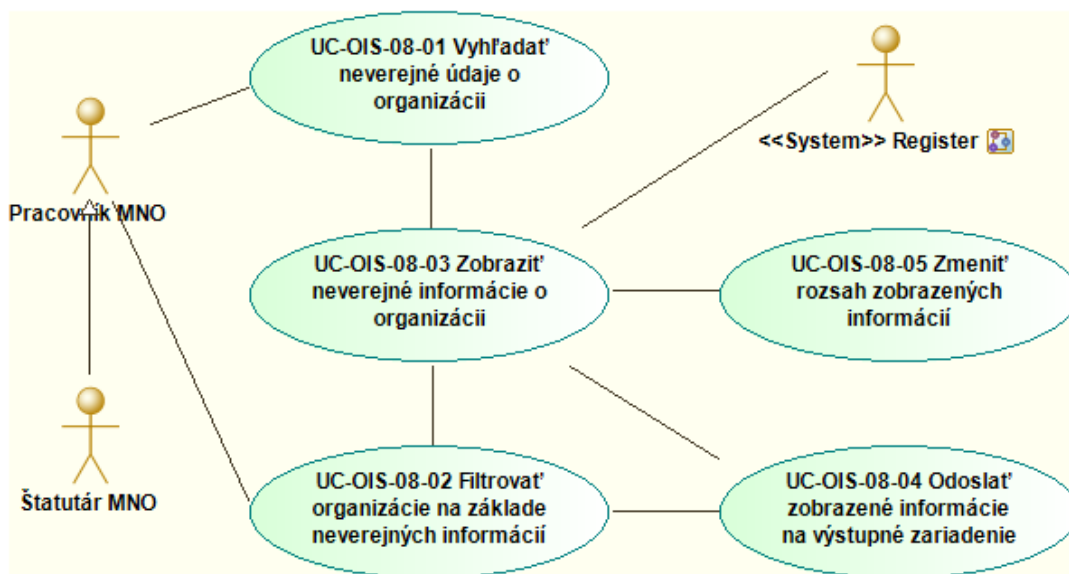 UC-OIS-08-01 Vyhľadať
neverejné údaje o
organizácii
<<System>> Register
Pracovník MNO
UC-OIS-08-03 Zobraziť
neverejné informácie o
organizácii
UC-OIS-08-05 Zmeniť
rozsah zobrazených
informácií
Štatutár MNO
UC-OIS-08-02 Filtrovať
organizácie na základe
neverejných informácií
UC-OIS-08-04 Odoslať
zobrazené informácie
na výstupné zariadenie